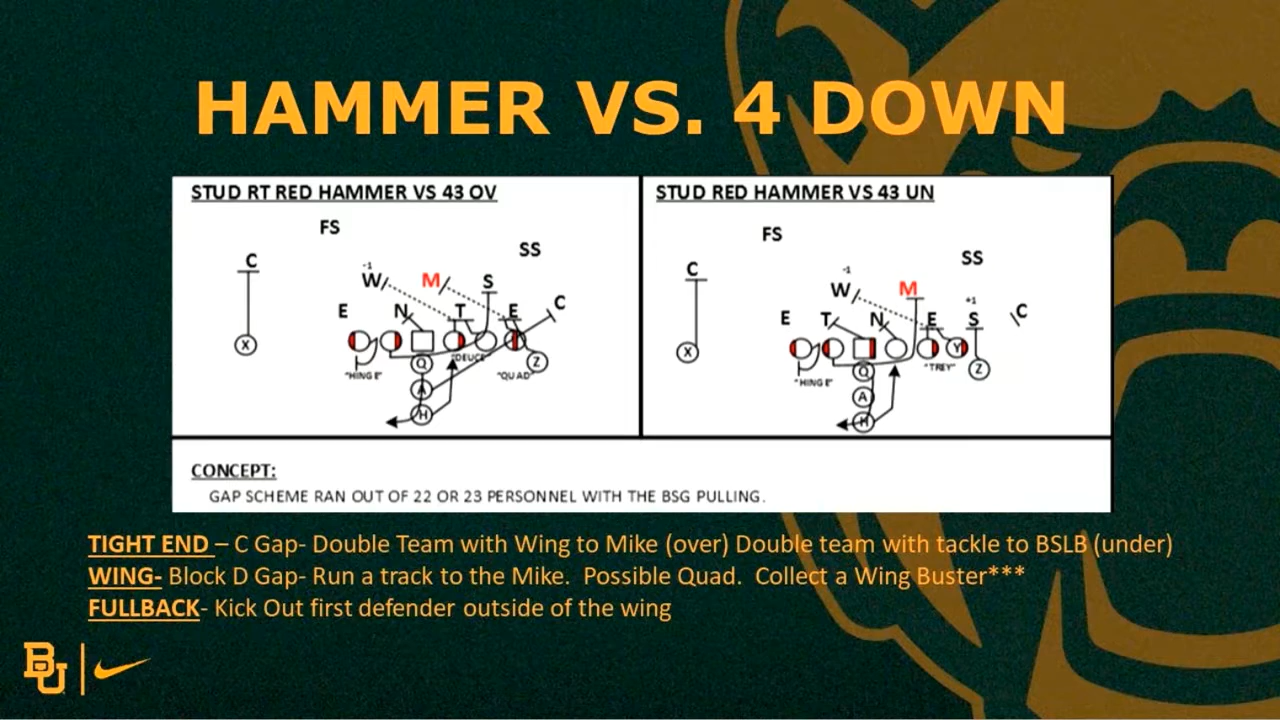 HAMMER VS. 4 DOWN
STUD RT RED HAMMER VS 43 OV
FS
SS
C
-1
W
M
S
E
N
T
E
C
X
"HINGE"
Q
"DEUCE"
"QUAD"
Z
A
H
STUD RED HAMMER VS 43 UN
FS
SS
C
-1
W
M
+1
E
T
N
E
S
C
X
Y
"HINGE"
Q
"TREY"
Z
A
H
CONCEPT:
GAP SCHEME RAN OUT OF 22 OR 23 PERSONNEL WITH THE BSG PULLING.
TIGHT END – C Gap- Double Team with Wing to Mike (over) Double team with tackle to BSLB (under)
WING- Block D Gap- Run a track to the Mike. Possible Quad. Collect a Wing Buster***
FULLBACK- Kick Out first defender outside of the wing
BU